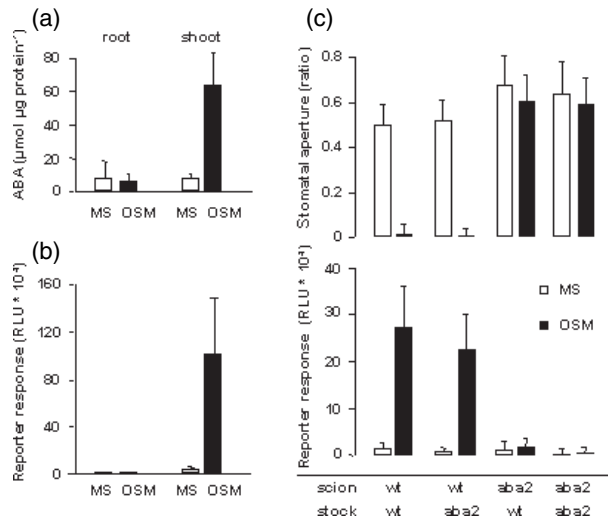 (a)
root shoot
ABA (µmol µg protein⁻¹)
80
60
40
20
0
MS OSM MS OSM
(b)
Reporter response (RLU * 10⁴)
160
120
80
40
0
MS OSM MS OSM
(c)
Stomatal aperture (ratio)
0.8
0.6
0.4
0.2
0
Reporter response (RLU * 10⁴)
40
30
20
10
0
MS
OSM
scion wt wt aba2 aba2
stock wt aba2 wt aba2